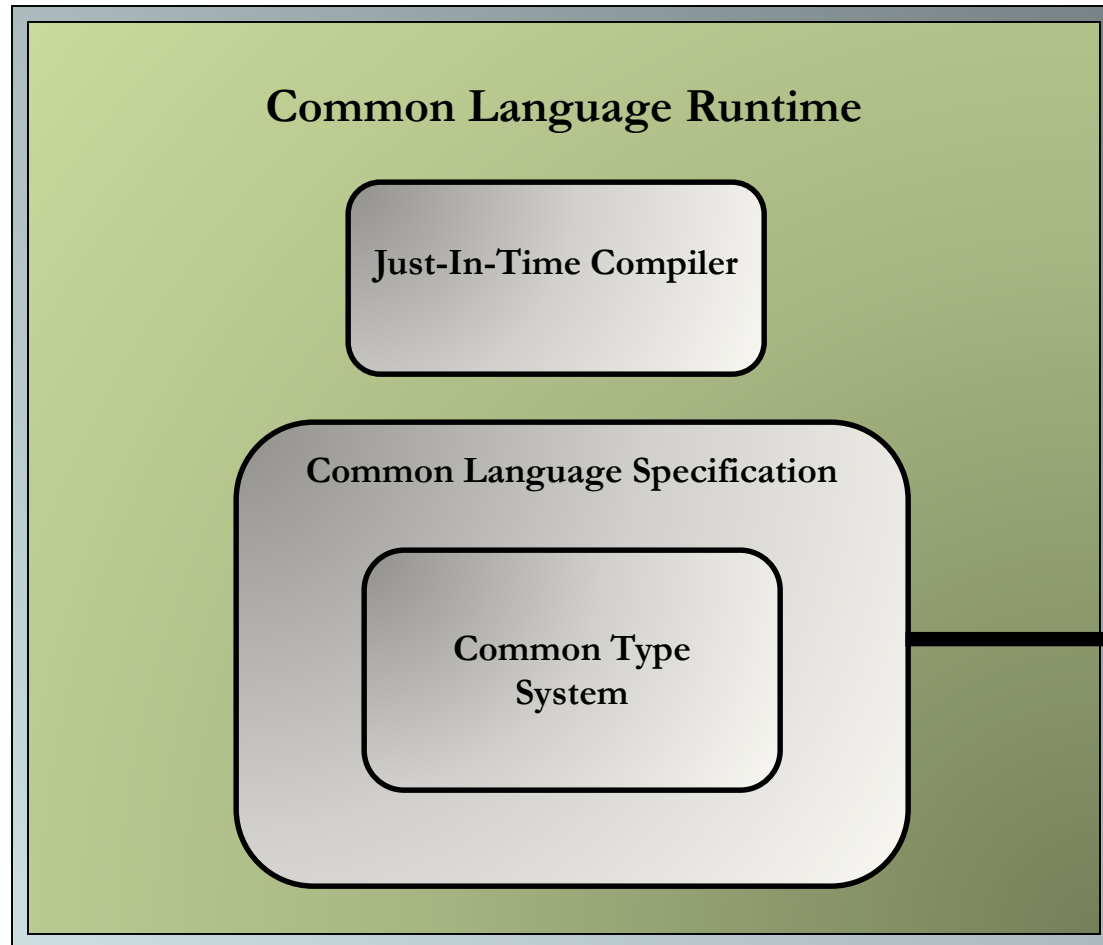 Common Language Runtime
Just-In-Time Compiler
Common Language Specification
Common Type
System